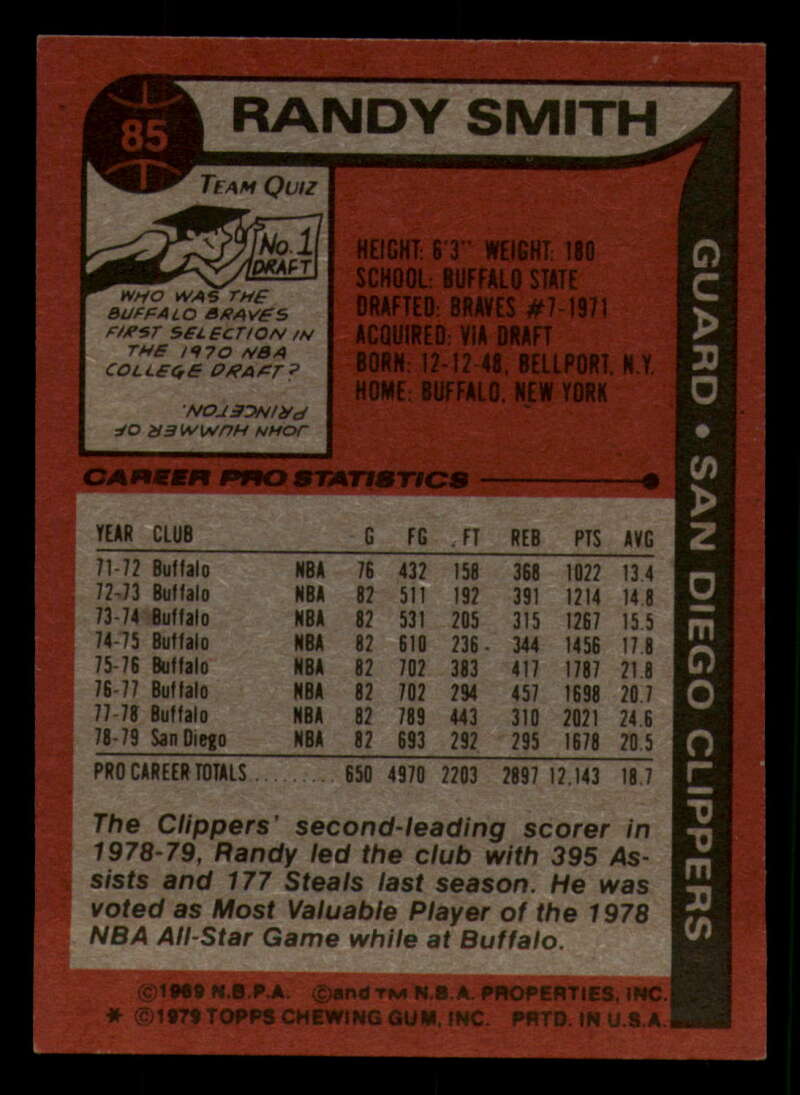 85
RANDY SMITH
TEAM QUIZ
No. 1
DRAFT
WHO WAS THE
BUFFALO BRAVES
FIRST SELECTION IN
THE 1970 NBA
COLLEGE DRAFT?
JOHN HUMMER OF
PRINCETON.
HEIGHT: 6'3" WEIGHT: 180
SCHOOL: BUFFALO STATE
DRAFTED: BRAVES #7-1971
ACQUIRED: VIA DRAFT
BORN: 12-12-48, BELLPORT, N.Y.
HOME: BUFFALO, NEW YORK
GUARD • SAN DIEGO CLIPPERS
CAREER PRO STATISTICS
YEAR CLUB G FG FT REB PTS AVG
71-72 Buffalo NBA 76 432 158 368 1022 13.4
72-73 Buffalo NBA 82 511 192 391 1214 14.8
73-74 Buffalo NBA 82 531 205 315 1267 15.5
74-75 Buffalo NBA 82 610 236 344 1456 17.8
75-76 Buffalo NBA 82 702 383 417 1787 21.8
76-77 Buffalo NBA 82 702 294 457 1698 20.7
77-78 Buffalo NBA 82 789 443 310 2021 24.6
78-79 San Diego NBA 82 693 292 295 1678 20.5
PRO CAREER TOTALS.......... 650 4970 2203 2897 12,143 18.7
The Clippers' second-leading scorer in
1978-79, Randy led the club with 395 As-
sists and 177 Steals last season. He was
voted as Most Valuable Player of the 1978
NBA All-Star Game while at Buffalo.
©1969 N.B.P.A. ©and TM N.B.A. PROPERTIES, INC.
* ©1979 TOPPS CHEWING GUM, INC. PRTD. IN U.S.A.